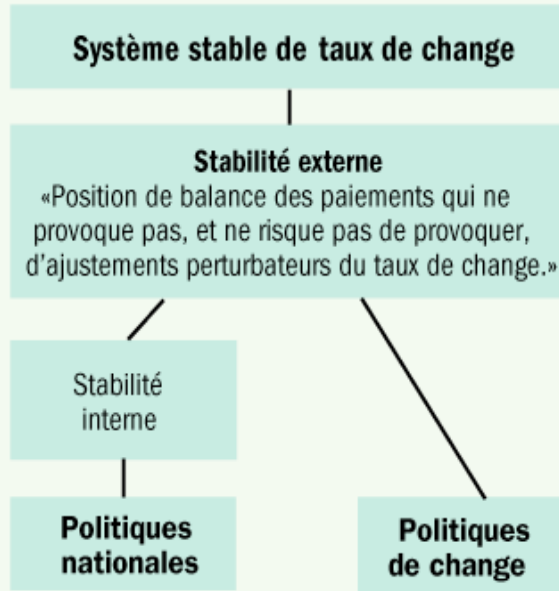 Système stable de taux de change
Stabilité externe
«Position de balance des paiements qui ne
provoque pas, et ne risque pas de provoquer,
d'ajustements perturbateurs du taux de change.»
Stabilité
interne
Politiques
nationales
Politiques
de change